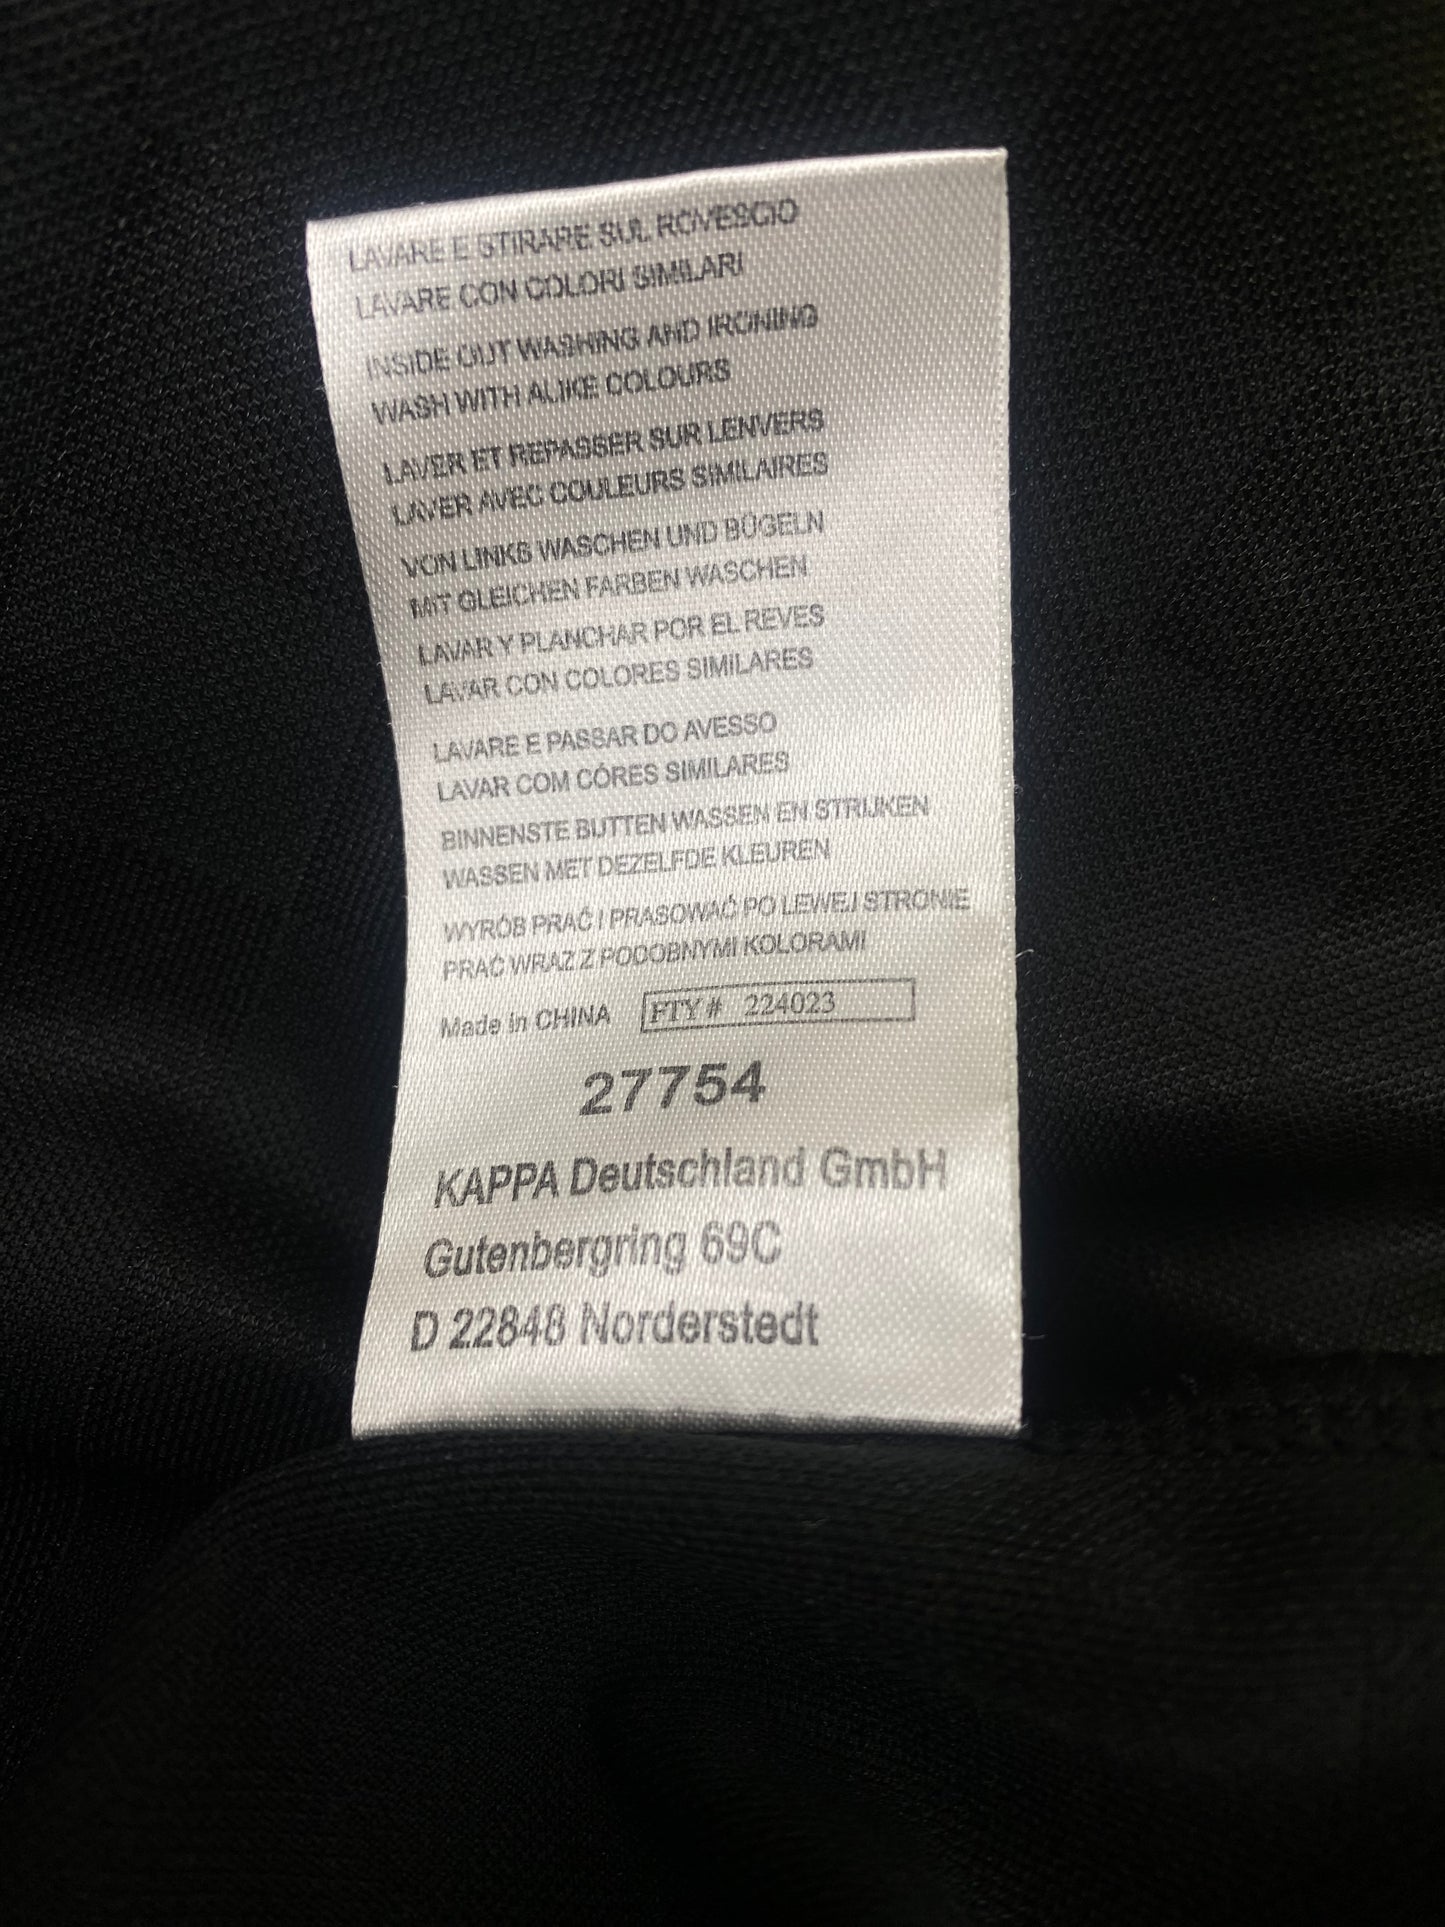 LAVARE E STIRARE SUL ROVESCIO
LAVARE CON COLORI SIMILARI
INSIDE OUT WASHING AND IRONING
WASH WITH ALIKE COLOURS
LAVER ET REPASSER SUR LENVERS
LAVER AVEC COULEURS SIMILAIRES
VON LINKS WASCHEN UND BÜGELN
MIT GLEICHEN FARBEN WASCHEN
LAVAR Y PLANCHAR POR EL REVES
LAVAR CON COLORES SIMILARES
LAVARE E PASSAR DO AVESSO
LAVAR COM CÓRES SIMILARES
BINNENSTE BUTTEN WASSEN EN STRIJKEN
WASSEN MET DEZELFDE KLEUREN
WYRÓB PRAĆ I PRASOWAĆ PO LEWEJ STRONIE
PRAĆ WRAZ Z PODOBNYMI KOLORAMI
Made in CHINA FTY # 224023
27754
KAPPA Deutschland GmbH
Gutenbergring 69C
D 22848 Norderstedt